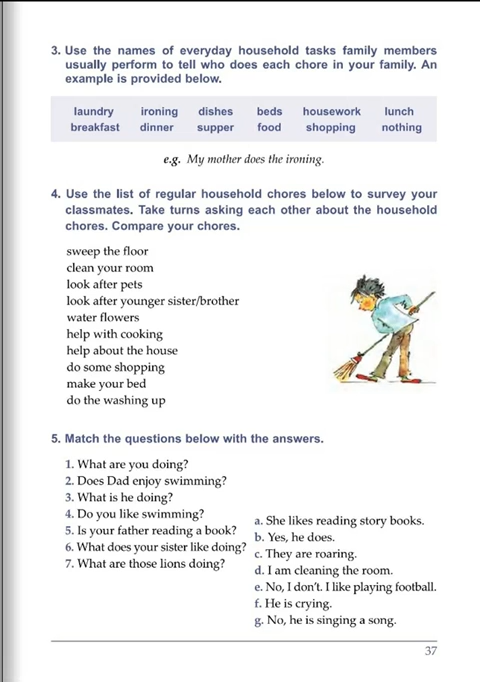 3. Use the names of everyday household tasks family members
usually perform to tell who does each chore in your family. An
example is provided below.
laundry ironing dishes beds housework lunch
breakfast dinner supper food shopping nothing
e.g. My mother does the ironing.
4. Use the list of regular household chores below to survey your
classmates. Take turns asking each other about the household
chores. Compare your chores.
sweep the floor
clean your room
look after pets
look after younger sister/brother
water flowers
help with cooking
help about the house
do some shopping
make your bed
do the washing up
5. Match the questions below with the answers.
1. What are you doing?
2. Does Dad enjoy swimming?
3. What is he doing?
4. Do you like swimming?
5. Is your father reading a book?
6. What does your sister like doing?
7. What are those lions doing?
a. She likes reading story books.
b. Yes, he does.
c. They are roaring.
d. I am cleaning the room.
e. No, I don't. I like playing football.
f. He is crying.
g. No, he is singing a song.
37